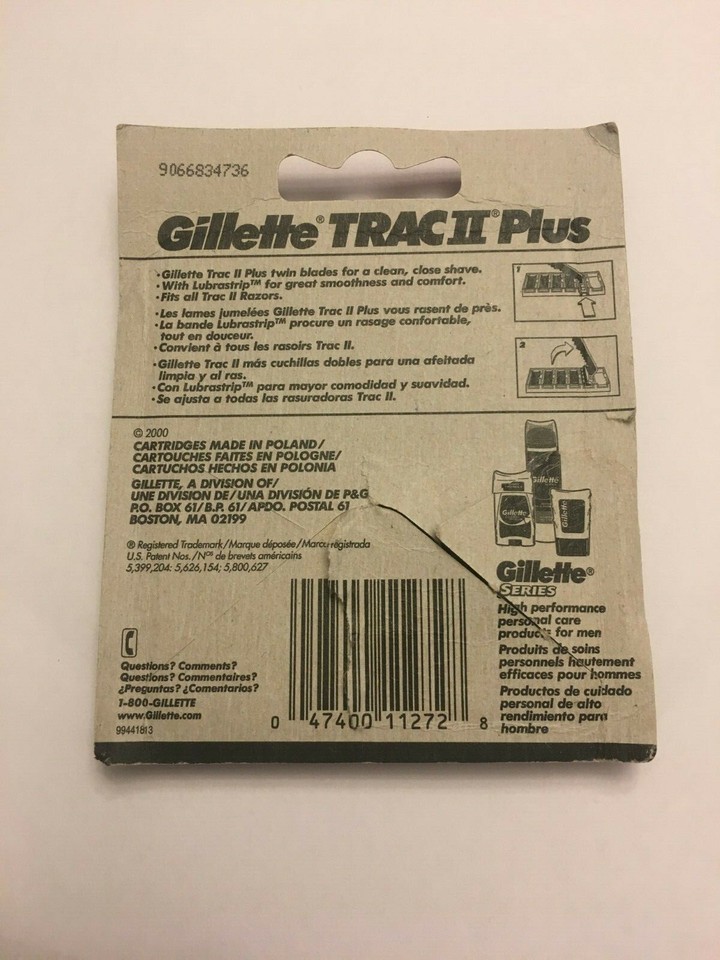 9066834736
Gillette® TRAC II® Plus
•Gillette Trac II Plus twin blades for a clean, close shave.
•With Lubrastrip™ for great smoothness and comfort.
•Fits all Trac II Razors.
•Les lames jumelées Gillette Trac II Plus vous rasent de près.
•La bande Lubrastrip™ procure un rasage confortable,
tout en douceur.
•Convient à tous les rasoirs Trac II.
•Gillette Trac II más cuchillas dobles para una afeitada
limpia y al ras.
•Con Lubrastrip™ para mayor comodidad y suavidad.
•Se ajusta a todas las rasuradoras Trac II.
1
2
© 2000
CARTRIDGES MADE IN POLAND/
CARTOUCHES FAITES EN POLOGNE/
CARTUCHOS HECHOS EN POLONIA
GILLETTE, A DIVISION OF/
UNE DIVISION DE/UNA DIVISIÓN DE P&G
P.O. BOX 61/B.P. 61/APDO. POSTAL 61
BOSTON, MA 02199
® Registered Trademark/Marque déposée/Marca registrada
U.S. Patent Nos./Nos de brevets américains
5,399,204: 5,626,154; 5,800,627
Questions? Comments?
Questions? Commentaires?
¿Preguntas? ¿Comentarios?
1-800-GILLETTE
www.Gillette.com
99441813
0 47400 11272 8
Gillette
Gillette
Gillette
Gillette®
SERIES
High performance
personal care
products for men
Produits de soins
personnels hautement
efficaces pour hommes
Productos de cuidado
personal de alto
rendimiento para
hombre